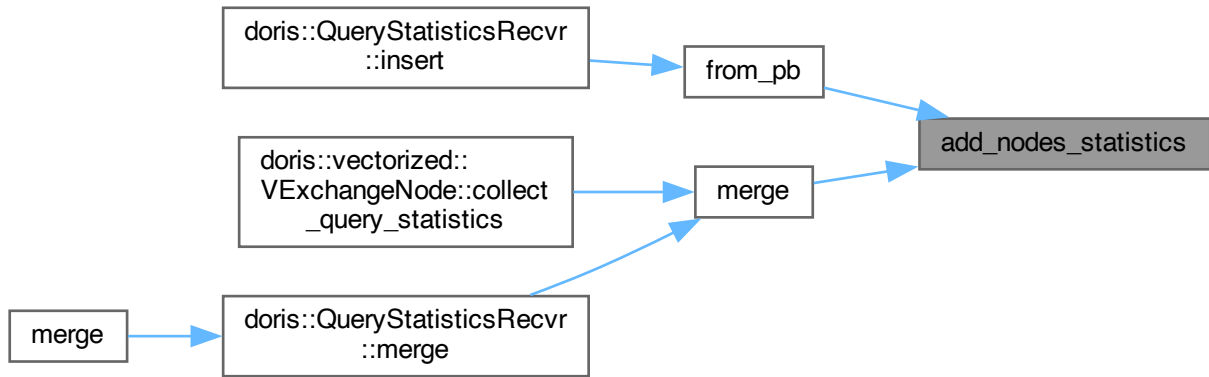 doris::QueryStatisticsRecvr
::insert
from_pb
add_nodes_statistics
doris::vectorized::
VExchangeNode::collect
_query_statistics
merge
merge
doris::QueryStatisticsRecvr
::merge